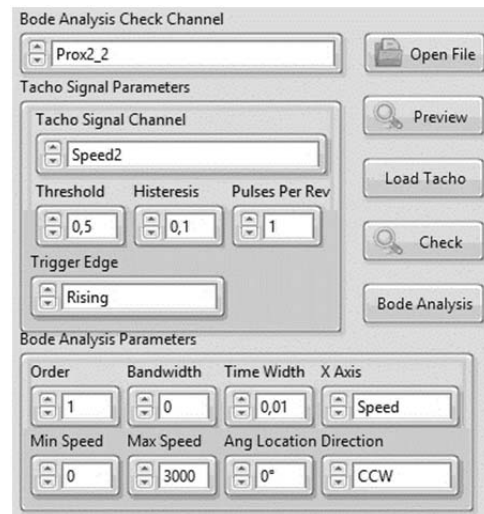 Bode Analysis Check Channel
Prox2_2
Open File
Tacho Signal Parameters
Tacho Signal Channel
Preview
Speed2
Load Tacho
Threshold Histeresis Pulses Per Rev
0,5 0,1 1
Check
Trigger Edge
Rising
Bode Analysis
Bode Analysis Parameters
Order Bandwidth Time Width X Axis
1 0 0,01 Speed
Min Speed Max Speed Ang Location Direction
0 3000 0° CCW